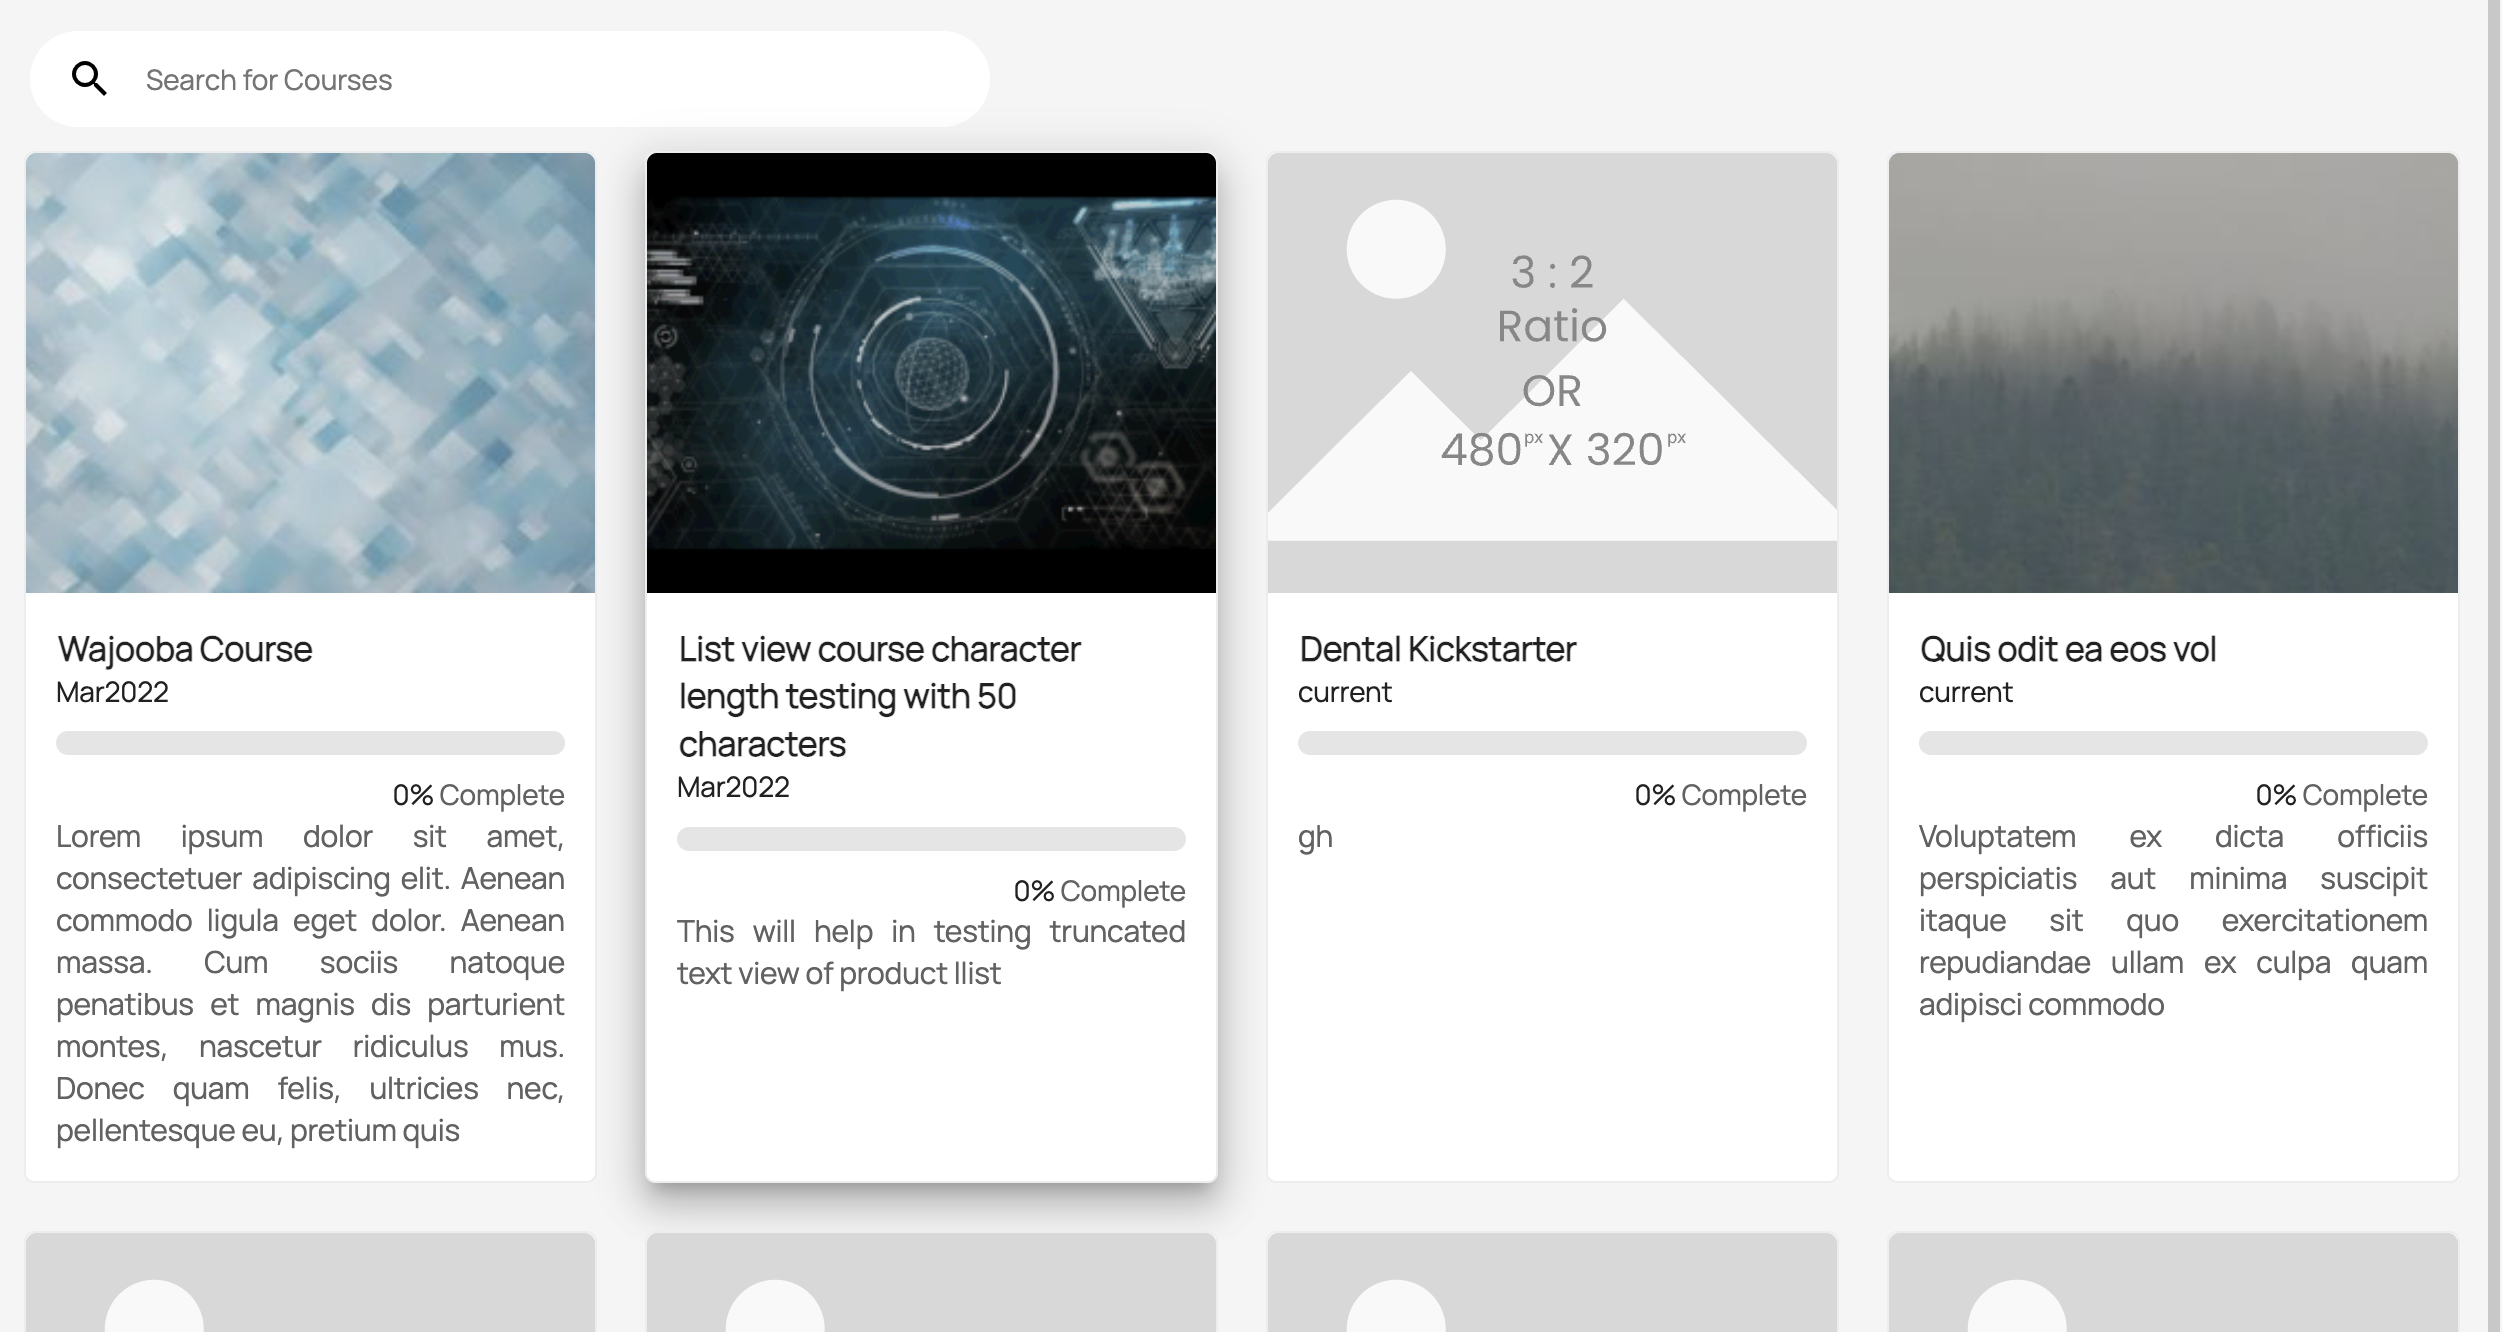 Search for Courses
3 : 2
Ratio
OR
480px X 320px
Wajooba Course
Mar2022
0% Complete
Lorem ipsum dolor sit amet,
consectetuer adipiscing elit. Aenean
commodo ligula eget dolor. Aenean
massa. Cum sociis natoque
penatibus et magnis dis parturient
montes, nascetur ridiculus mus.
Donec quam felis, ultricies nec,
pellentesque eu, pretium quis
List view course character
length testing with 50
characters
Mar2022
0% Complete
This will help in testing truncated
text view of product llist
Dental Kickstarter
current
0% Complete
gh
Quis odit ea eos vol
current
0% Complete
Voluptatem ex dicta officiis
perspiciatis aut minima suscipit
itaque sit quo exercitationem
repudiandae ullam ex culpa quam
adipisci commodo